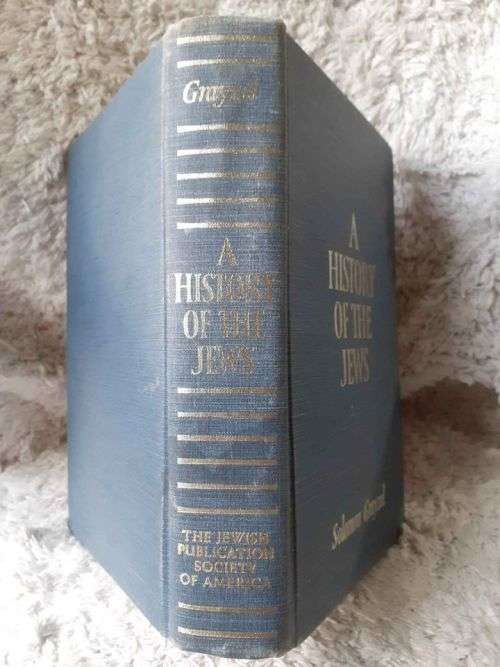 Grayzel
A
HISTORY
OF THE
JEWS
THE JEWISH
PUBLICATION
SOCIETY
OF AMERICA
A
HISTORY
OF THE
JEWS
Solomon Grayzel